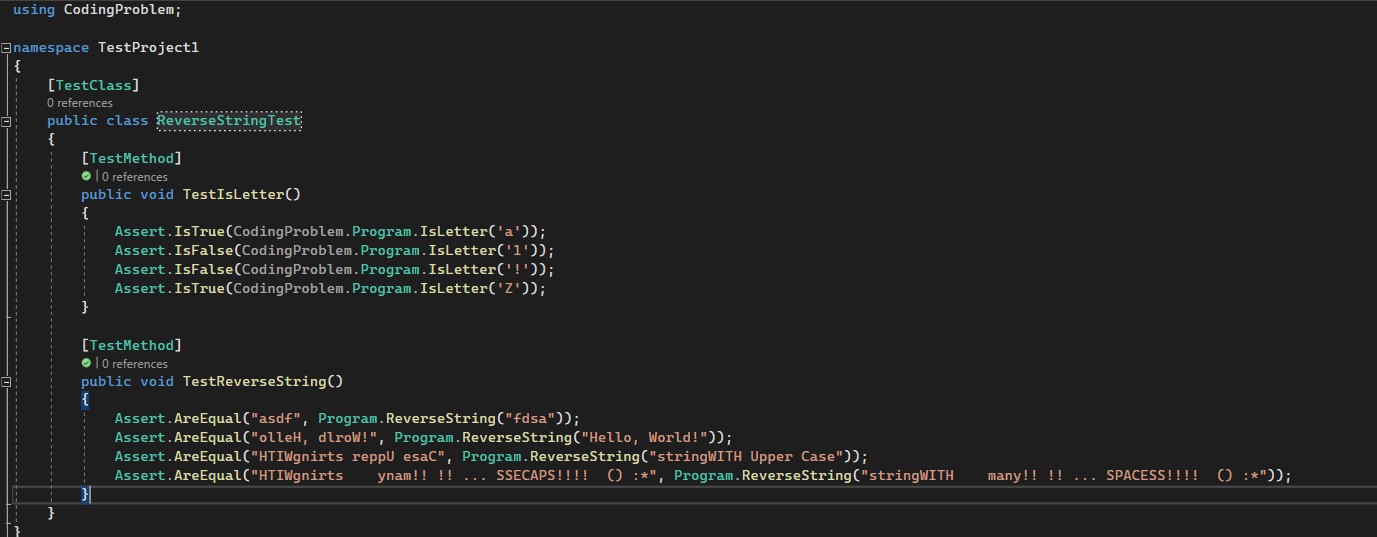 using CodingProblem;
namespace TestProject1
{
[TestClass]
0 references
public class ReverseStringTest
{
[TestMethod]
| 0 references
public void TestIsLetter()
{
Assert.IsTrue(CodingProblem.Program.IsLetter('a'));
Assert.IsFalse(CodingProblem.Program.IsLetter('1'));
Assert.IsFalse(CodingProblem.Program.IsLetter('!'));
Assert.IsTrue(CodingProblem.Program.IsLetter('Z'));
}
[TestMethod]
| 0 references
public void TestReverseString()
{
Assert.AreEqual("asdf", Program.ReverseString("fdsa"));
Assert.AreEqual("olleH, dlroW!", Program.ReverseString("Hello, World!"));
Assert.AreEqual("HTIWgnirts reppU esaC", Program.ReverseString("stringWITH Upper Case"));
Assert.AreEqual("HTIWgnirts    ynam!! !! ... SSECAPS!!!!  () :*", Program.ReverseString("stringWITH    many!! !! ... SPACESS!!!!  () :*"));
}
}
}